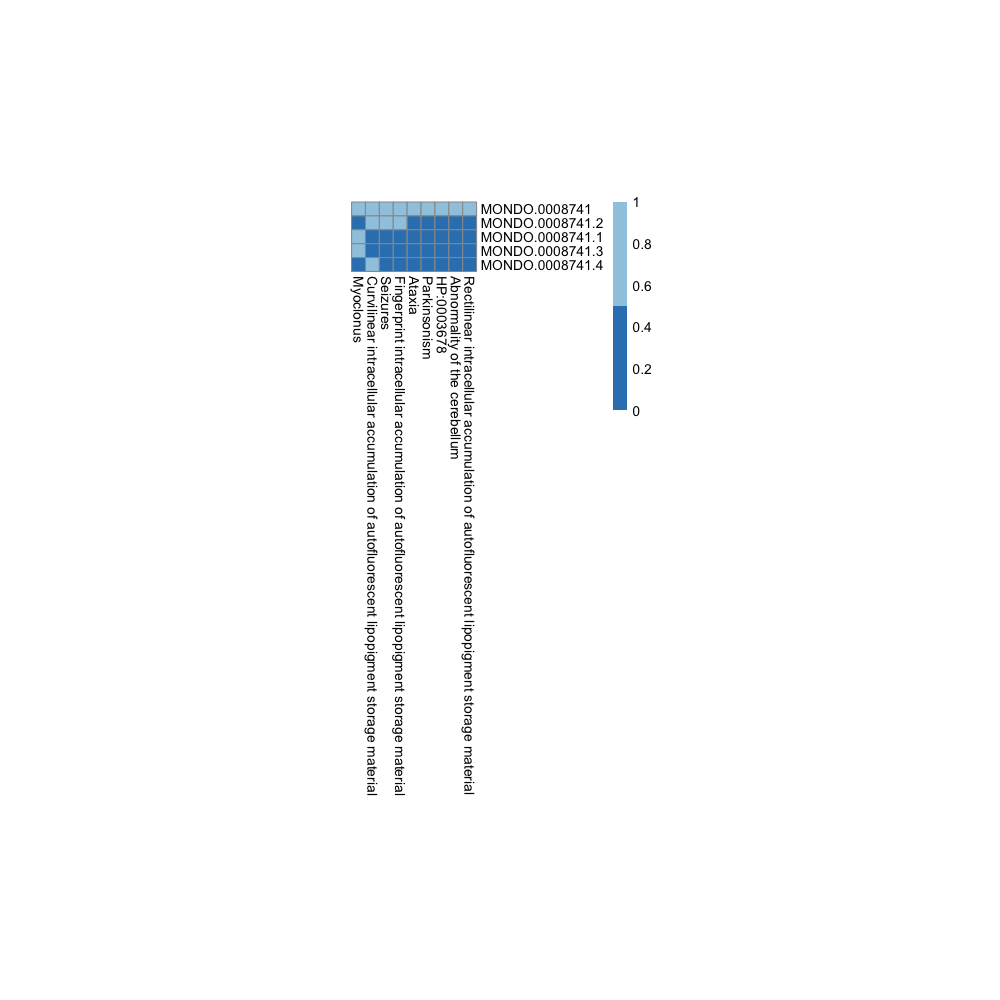 MONDO.0008741
MONDO.0008741.2
MONDO.0008741.1
MONDO.0008741.3
MONDO.0008741.4
Myoclonus
Curvilinear intracellular accumulation of autofluorescent lipopigment storage material
Seizures
Fingerprint intracellular accumulation of autofluorescent lipopigment storage material
Ataxia
Parkinsonism
HP:0003678
Abnormality of the cerebellum
Rectilinear intracellular accumulation of autofluorescent lipopigment storage material
1
0.8
0.6
0.4
0.2
0